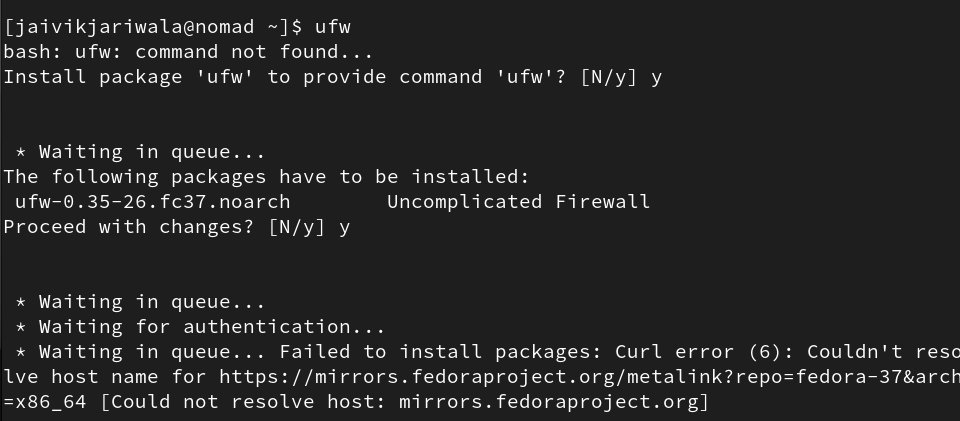 [jaivikjariwala@nomad ~]$ ufw
bash: ufw: command not found...
Install package 'ufw' to provide command 'ufw'? [N/y] y
* Waiting in queue...
The following packages have to be installed:
ufw-0.35-26.fc37.noarch Uncomplicated Firewall
Proceed with changes? [N/y] y
* Waiting in queue...
* Waiting for authentication...
* Waiting in queue... Failed to install packages: Curl error (6): Couldn't reso
lve host name for https://mirrors.fedoraproject.org/metalink?repo=fedora-37&arch
=x86_64 [Could not resolve host: mirrors.fedoraproject.org]